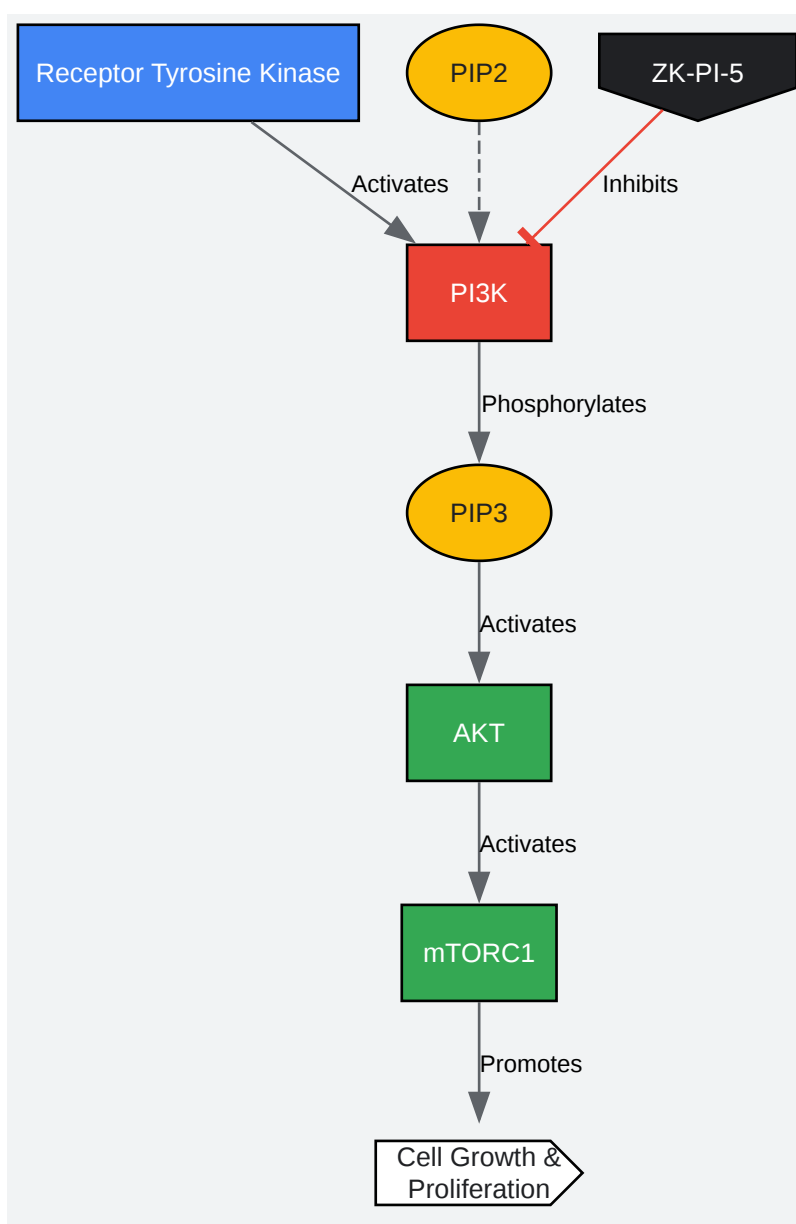 Receptor Tyrosine Kinase
PIP2
ZK-PI-5
Activates
Inhibits
PI3K
Phosphorylates
PIP3
Activates
AKT
Activates
mTORC1
Promotes
Cell Growth &
Proliferation